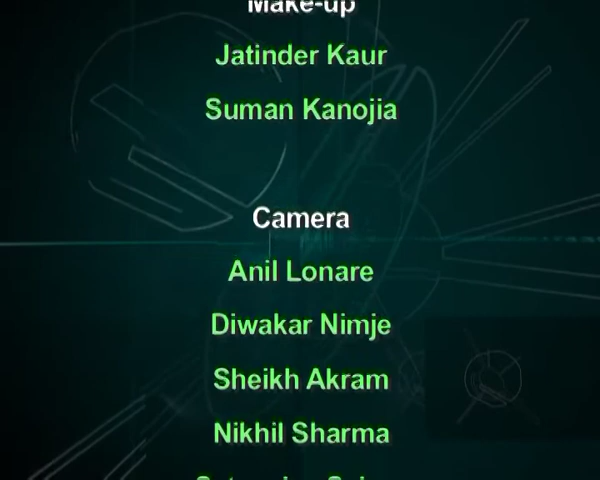 Make-up
Jatinder Kaur
Suman Kanojia
Camera
Anil Lonare
Diwakar Nimje
Sheikh Akram
Nikhil Sharma